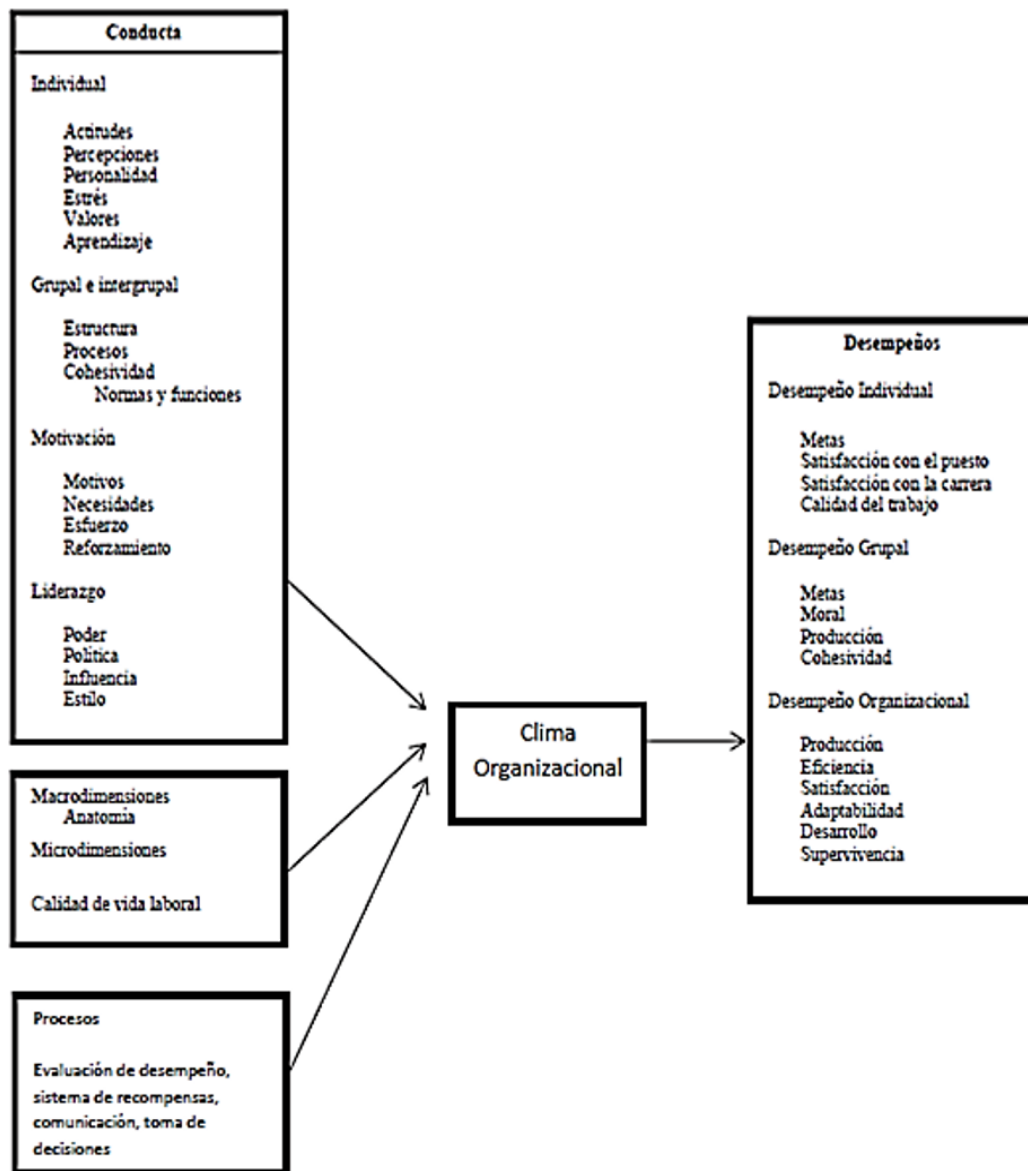 Conducta
Individual
Actitudes
Percepciones
Personalidad
Estrés
Valores
Aprendizaje
Grupal e intergrupal
Estructura
Procesos
Cohesividad
Normas y funciones
Motivación
Motivos
Necesidades
Esfuerzo
Reforzamiento
Liderazgo
Poder
Política
Influencia
Estilo
Macrodimensiones
Anatomía
Microdimensiones
Calidad de vida laboral
Procesos
Evaluación de desempeño,
sistema de recompensas,
comunicación, toma de
decisiones
Clima
Organizacional
Desempeños
Desempeño Individual
Metas
Satisfacción con el puesto
Satisfacción con la carrera
Calidad del trabajo
Desempeño Grupal
Metas
Moral
Producción
Cohesividad
Desempeño Organizacional
Producción
Eficiencia
Satisfacción
Adaptabilidad
Desarrollo
Supervivencia